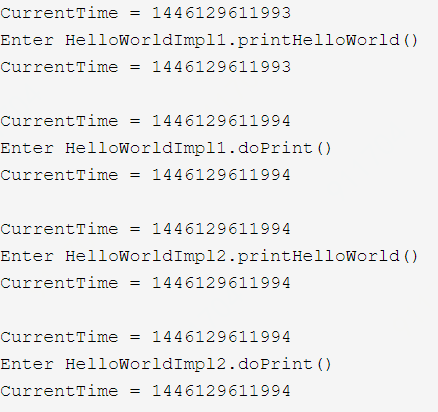 CurrentTime = 1446129611993
Enter HelloWorldImpl1.printHelloWorld()
CurrentTime = 1446129611993
CurrentTime = 1446129611994
Enter HelloWorldImpl1.doPrint()
CurrentTime = 1446129611994
CurrentTime = 1446129611994
Enter HelloWorldImpl2.printHelloWorld()
CurrentTime = 1446129611994
CurrentTime = 1446129611994
Enter HelloWorldImpl2.doPrint()
CurrentTime = 1446129611994